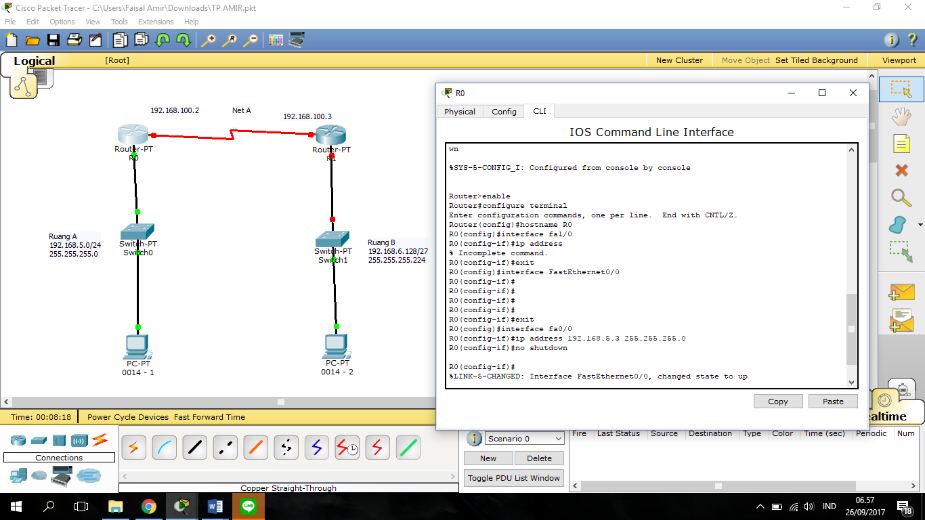 Cisco Packet Tracer - C:\Users\Faisal Amir\Downloads\TP AMIR.pkt
File Edit Options View Tools Extensions Help
Logical
[Root]
New Cluster
Move Object
Set Tiled Background
Viewport
192.168.100.2
Net A
192.168.100.3
Router-PT
R0
Router-PT
R1
Ruang A
192.168.5.0/24
255.255.255.0
Switch-PT
Switch0
Switch-PT
Switch1
Ruang B
192.168.6.128/27
255.255.255.224
PC-PT
0014 - 1
PC-PT
0014 - 2
R0
Physical Config CLI
IOS Command Line Interface
wn
%SYS-5-CONFIG_I: Configured from console by console
Router>enable
Router#configure terminal
Enter configuration commands, one per line. End with CNTL/Z.
Router(config)#hostname R0
R0(config)#interface fa1/0
R0(config-if)#ip address
% Incomplete command.
R0(config-if)#exit
R0(config)#interface FastEthernet0/0
R0(config-if)#
R0(config-if)#
R0(config-if)#
R0(config-if)#
R0(config-if)#exit
R0(config)#interface fa0/0
R0(config-if)#ip address 192.168.5.3 255.255.255.0
R0(config-if)#no shutdown
R0(config-if)#
%LINK-5-CHANGED: Interface FastEthernet0/0, changed state to up
Copy
Paste
Time: 00:08:18
Power Cycle Devices Fast Forward Time
ealtime
Connections
Copper Straight-Through
Scenario 0
New
Delete
Toggle PDU List Window
Fire Last Status Source Destination Type Color Time (sec) Periodic Num
IND
06.57
26/09/2017
18